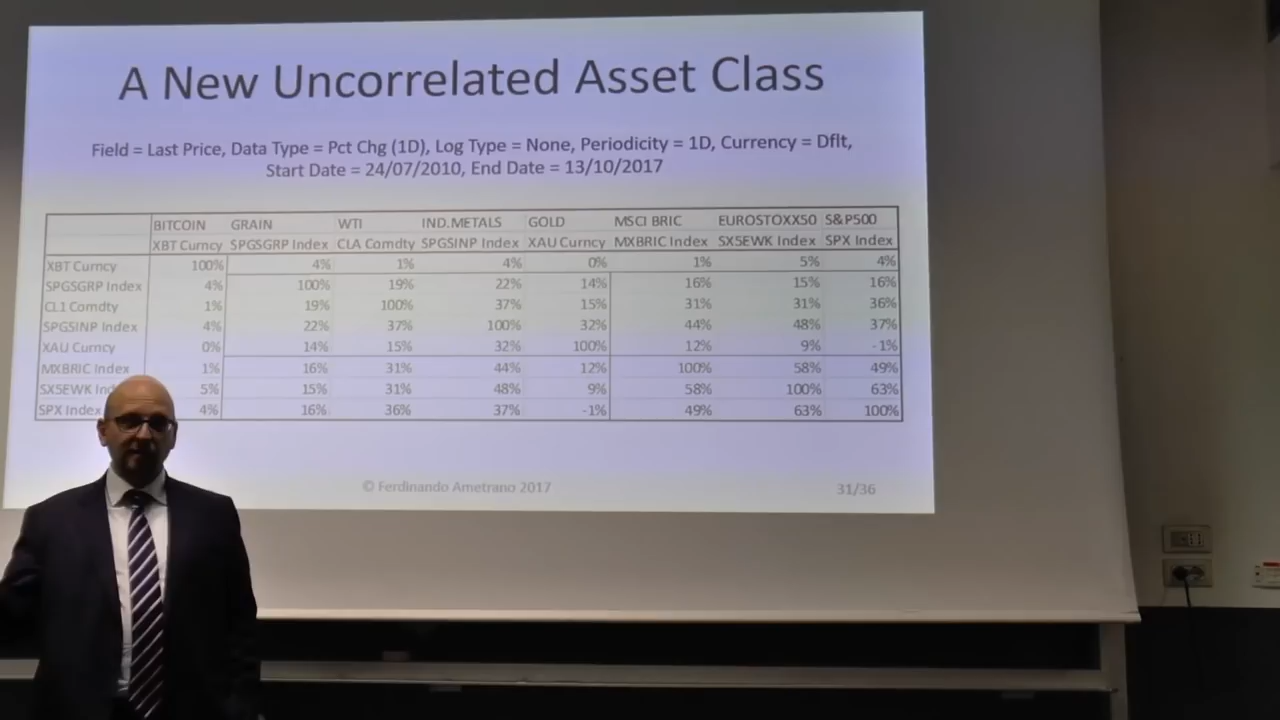 A New Uncorrelated Asset Class
Field = Last Price, Data Type = Pct Chg (1D), Log Type = None, Periodicity = 1D, Currency = Dflt,
Start Date = 24/07/2010, End Date = 13/10/2017
BITCOIN GRAIN WTI IND.METALS GOLD MSCI BRIC EUROSTOXX50 S&P500
XBT Curncy SPGSGRP Index CLA Comdty SPGSINP Index XAU Curncy MXBRIC Index SX5EWK Index SPX Index
XBT Curncy 100% 4% 1% 4% 0% 1% 5% 4%
SPGSGRP Index 4% 100% 19% 22% 14% 16% 15% 16%
CL1 Comdty 1% 19% 100% 37% 15% 31% 31% 36%
SPGSINP Index 4% 22% 37% 100% 32% 44% 48% 37%
XAU Curncy 0% 14% 15% 32% 100% 12% 9% -1%
MXBRIC Index 1% 16% 31% 44% 12% 100% 58% 49%
SX5EWK Ind 5% 15% 31% 48% 9% 58% 100% 63%
SPX Index 4% 16% 36% 37% -1% 49% 63% 100%
© Ferdinando Ametrano 2017
31/36